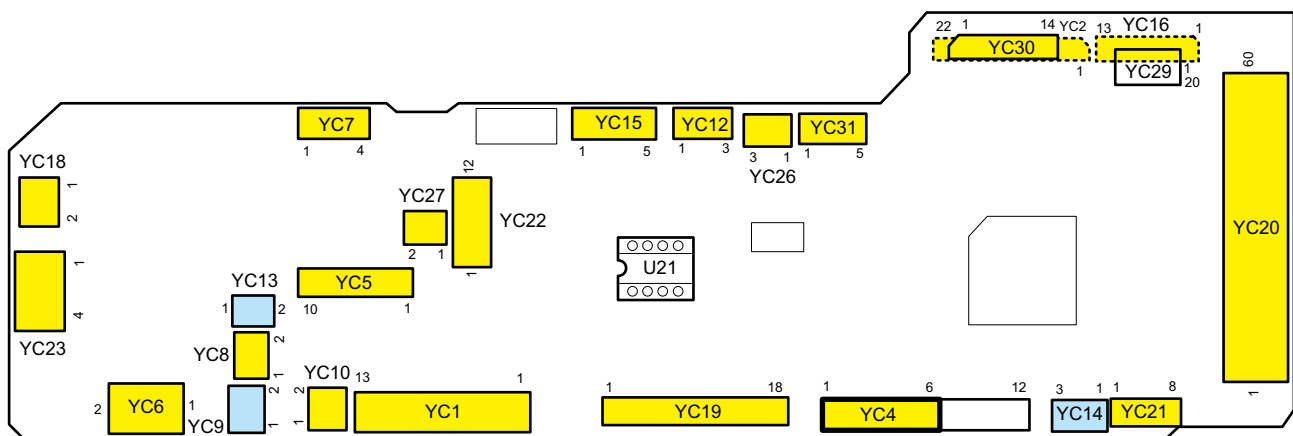 22 1 14 YC2 13 YC16 1
YC30
YC29
1 1
20
60
YC7
YC15
YC12
YC31
1 4
1 5
1 3
3 1
1 5
YC26
YC18
1
2
12
YC27
YC22
2 1
1
YC20
U21
1
4
YC23
YC13
1 2
YC5
10 1
YC8
2
1
YC10
13 1
2
1
YC1
YC6
2 1
YC9
2
1
1 18
YC19
1 6 12
YC4
3 1
YC14
1 8
YC21
1